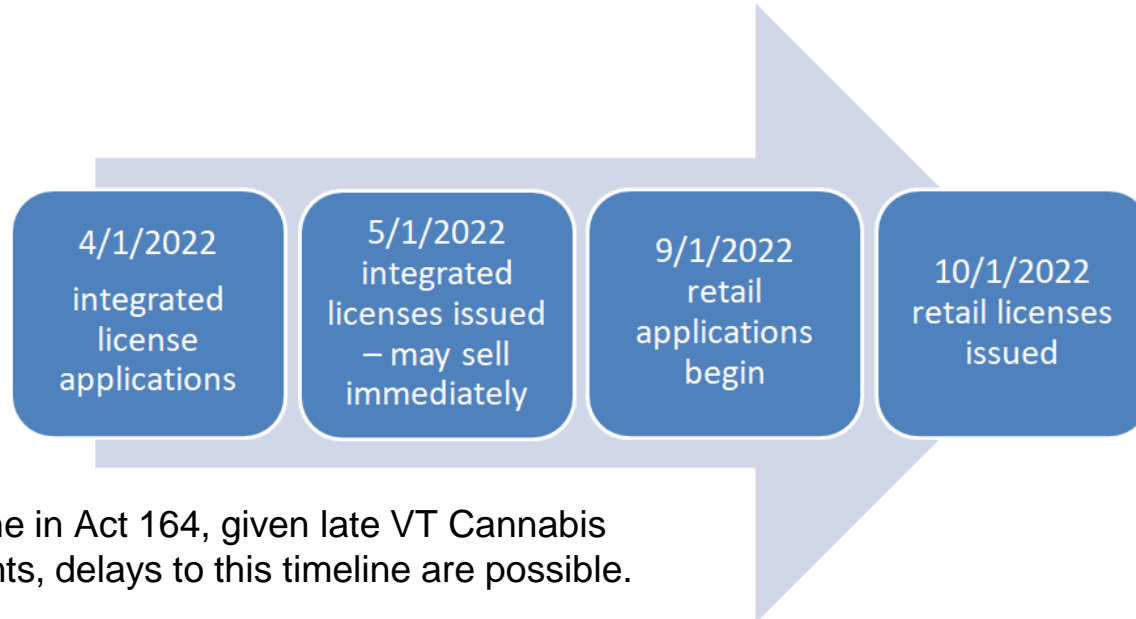 4/1/2022
integrated
license
applications
5/1/2022
integrated
licenses issued
– may sell
immediately
9/1/2022
retail
applications
begin
10/1/2022
retail licenses
issued
in Act 164, given late VT Cannabis
delays to this timeline are possible.